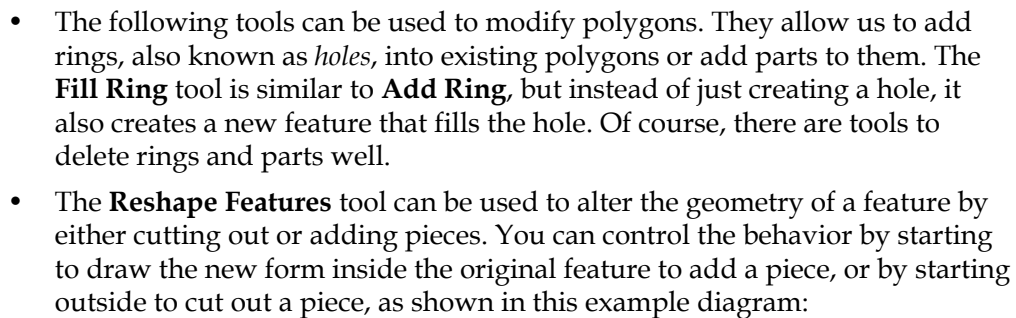 • The following tools can be used to modify polygons. They allow us to add
rings, also known as holes, into existing polygons or add parts to them. The
Fill Ring tool is similar to Add Ring, but instead of just creating a hole, it
also creates a new feature that fills the hole. Of course, there are tools to
delete rings and parts well.
• The Reshape Features tool can be used to alter the geometry of a feature by
either cutting out or adding pieces. You can control the behavior by starting
to draw the new form inside the original feature to add a piece, or by starting
outside to cut out a piece, as shown in this example diagram: